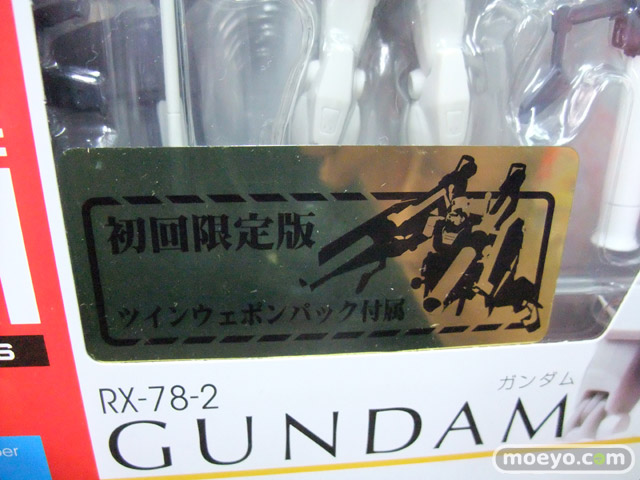 初回限定版
ツインウェポンパック付属
RX-78-2
ガンダム
GUNDAM
moeyo.com